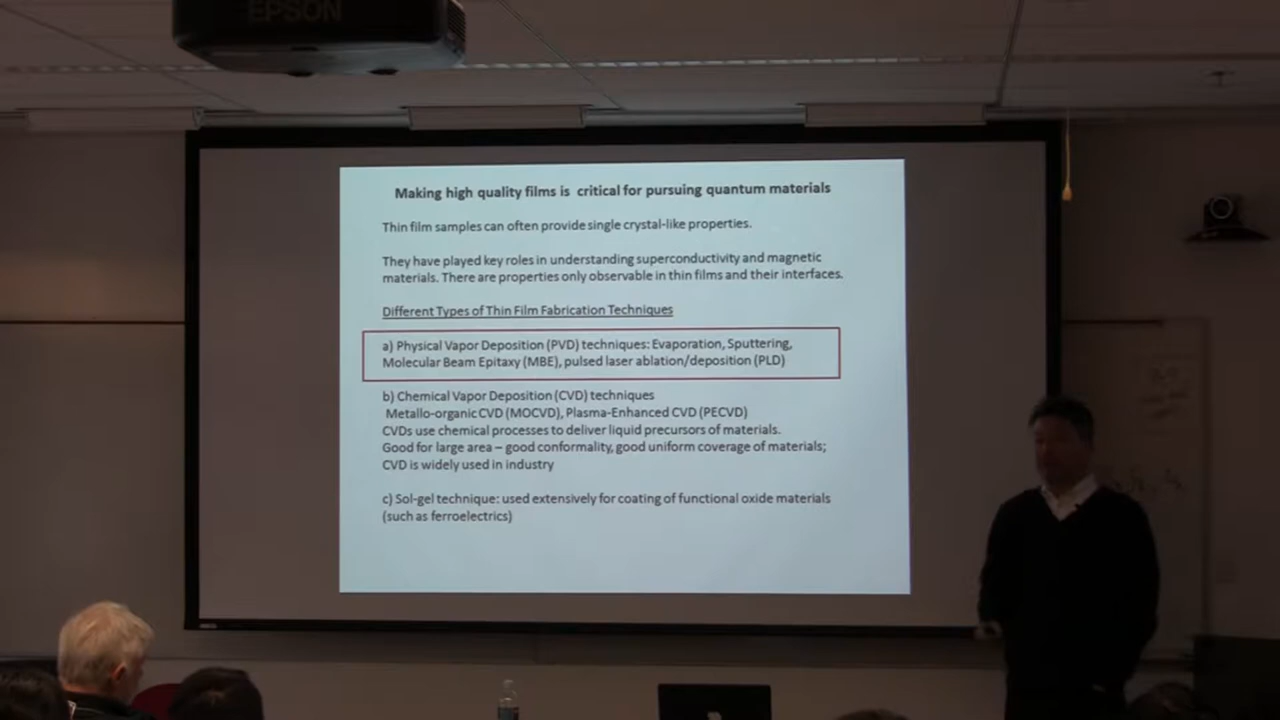 EPSON
Making high quality films is critical for pursuing quantum materials
Thin film samples can often provide single crystal-like properties.
They have played key roles in understanding superconductivity and magnetic
materials. There are properties only observable in thin films and their interfaces.
Different Types of Thin Film Fabrication Techniques
a) Physical Vapor Deposition (PVD) techniques: Evaporation, Sputtering,
Molecular Beam Epitaxy (MBE), pulsed laser ablation/deposition (PLD)
b) Chemical Vapor Deposition (CVD) techniques
Metallo-organic CVD (MOCVD), Plasma-Enhanced CVD (PECVD)
CVDs use chemical processes to deliver liquid precursors of materials.
Good for large area – good conformality, good uniform coverage of materials;
CVD is widely used in industry
c) Sol-gel technique: used extensively for coating of functional oxide materials
(such as ferroelectrics)